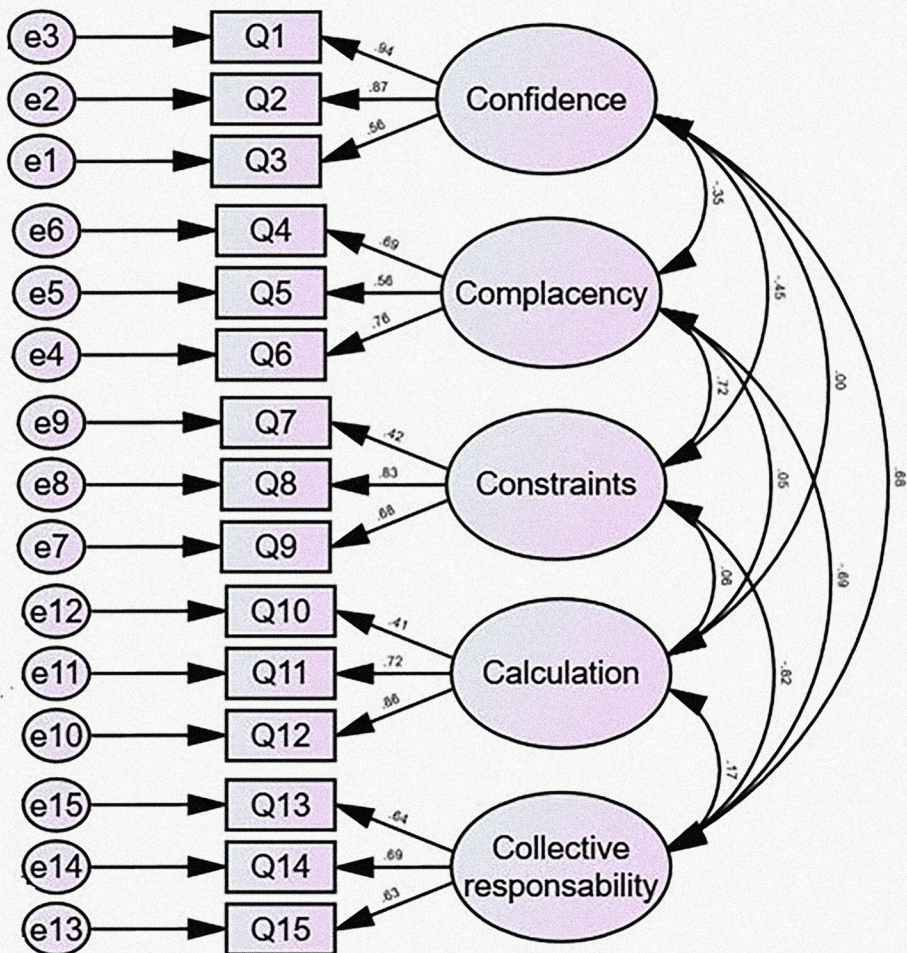 e3 Q1 .94
e2 Q2 .87 Confidence
e1 Q3 .56
-.35
e6 Q4 .69
e5 Q5 .56 Complacency -.45
e4 Q6 .76
.72 .00
e9 Q7 .42
e8 Q8 .83 Constraints .05 .68
e7 Q9 .68
.06 -.69
e12 Q10 .41
e11 Q11 .72 Calculation -.62
e10 Q12 .86
.17
e15 Q13 .64
e14 Q14 .69 Collective
responsability
e13 Q15 .63